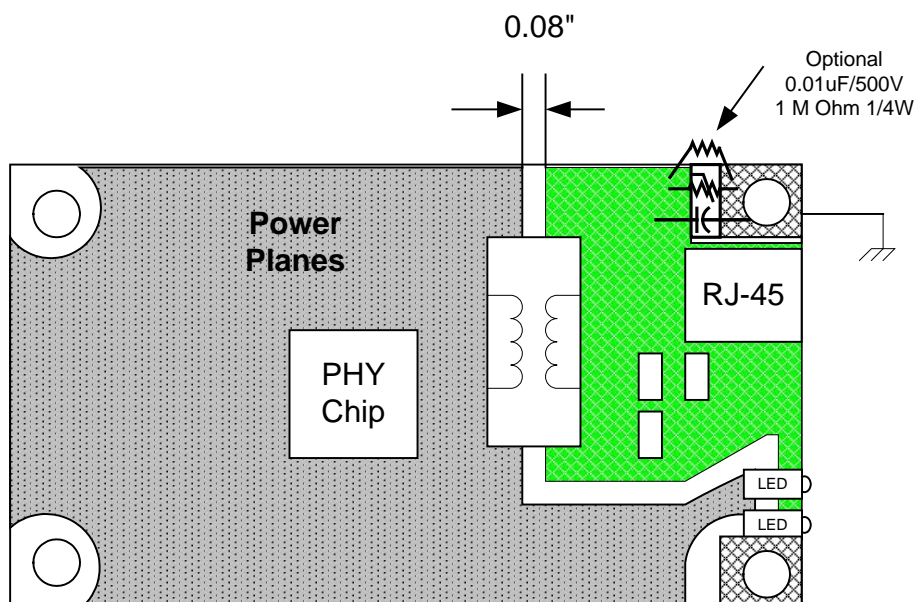 0.08"
Optional
0.01uF/500V
1 M Ohm 1/4W
Power
Planes
RJ-45
PHY
Chip
LED
LED